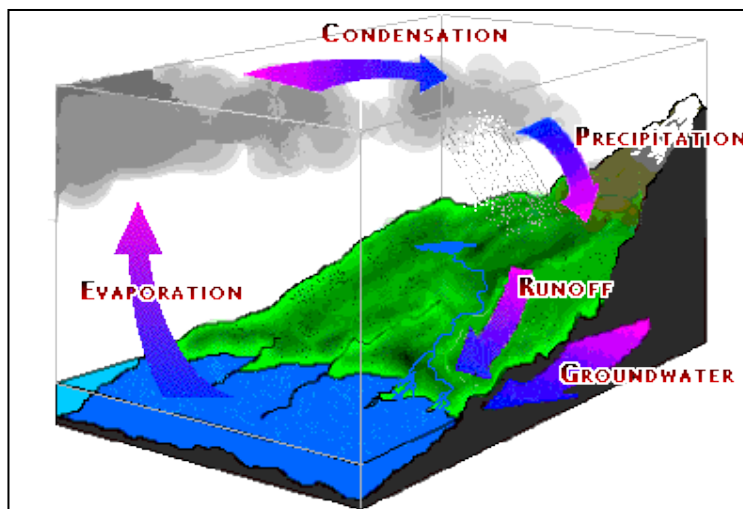 CONDENSATION
PRECIPITATION
EVAPORATION
RUNOFF
GROUNDWATER